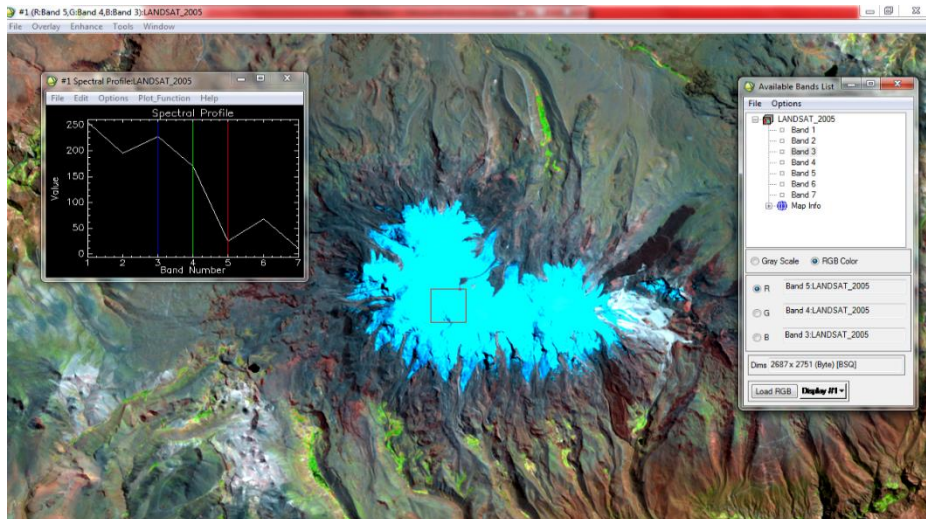 #1 (R:Band 5,G:Band 4,B:Band 3):LANDSAT_2005
File Overlay Enhance Tools Window
#1 Spectral Profile:LANDSAT_2005
File Edit Options Plot_Function Help
Spectral Profile
250
200
150
100
50
0
Value
1 2 3 4 5 6 7
Band Number
Available Bands List
File Options
LANDSAT_2005
Band 1
Band 2
Band 3
Band 4
Band 5
Band 6
Band 7
Map Info
Gray Scale RGB Color
R Band 5:LANDSAT_2005
G Band 4:LANDSAT_2005
B Band 3:LANDSAT_2005
Dims 2687 x 2751 (Byte) [BSQ]
Load RGB Display #1